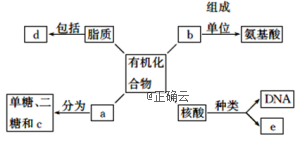 组成
d 包括 脂质 b 单位 氨基酸
有机化
合物
@正确云
单糖、二
糖和 c 分为 a 核酸 种类 DNA
e